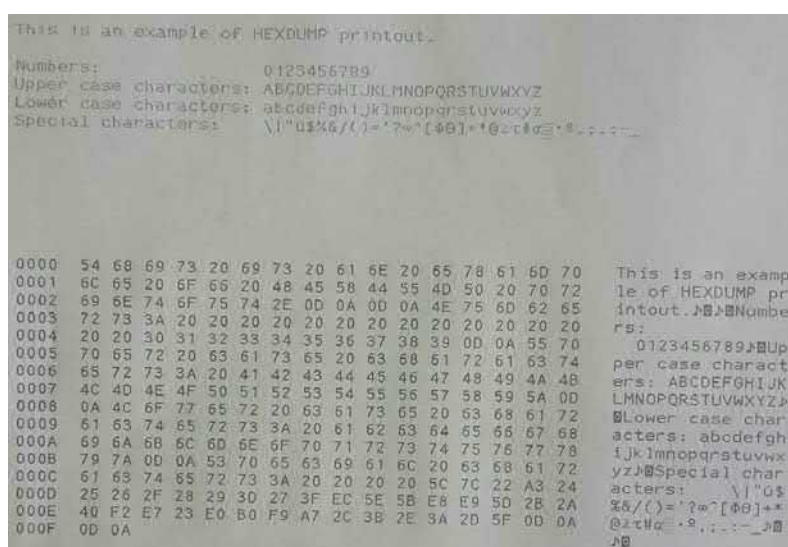 This is an example of HEXDUMP printout.
Numbers: 0123456789
Upper case characters: ABCDEFGHIJKLMNOPQRSTUVWXYZ
Lower case characters: abcdefghijklmnopqrstuvwxyz
Special characters: \|"ú$%&/()='?∞^[ΦΘ]+*@≥τ#α
0000 54 68 69 73 20 69 73 20 61 6E 20 65 78 61 6D 70 This is an examp
0001 6C 65 20 6F 66 20 48 45 58 44 55 4D 50 20 70 72 le of HEXDUMP pr
0002 69 6E 74 6F 75 74 2E 0D 0A 0D 0A 4E 75 6D 62 65 intout.♪◙♪◙Numbe
0003 72 73 3A 20 20 20 20 20 20 20 20 20 20 20 20 20 rs:
0004 20 20 30 31 32 33 34 35 36 37 38 39 0D 0A 55 70 0123456789♪◙Up
0005 70 65 72 20 63 61 73 65 20 63 68 61 72 61 63 74 per case charact
0006 65 72 73 3A 20 41 42 43 44 45 46 47 48 49 4A 4B ers: ABCDEFGHIJK
0007 4C 4D 4E 4F 50 51 52 53 54 55 56 57 58 59 5A 0D LMNOPQRSTUVWXYZ♪
0008 0A 4C 6F 77 65 72 20 63 61 73 65 20 63 68 61 72 ◙Lower case char
0009 61 63 74 65 72 73 3A 20 61 62 63 64 65 66 67 68 acters: abcdefgh
000A 69 6A 6B 6C 6D 6E 6F 70 71 72 73 74 75 76 77 78 ijklmnopqrstuvwx
000B 79 7A 0D 0A 53 70 65 63 69 61 6C 20 63 68 61 72 yz♪◙Special char
000C 61 63 74 65 72 73 3A 20 20 20 20 20 5C 7C 22 A3 24 acters: \|"ú$
000D 25 26 2F 28 29 3D 27 3F EC 5E 5B E8 E9 5D 2B 2A %&/()='?∞^[ΦΘ]+*
000E 40 F2 E7 23 E0 B0 F9 A7 2C 3B 2E 3A 2D 5F 0D 0A @≥τ#α ∙º,;.:-_♪◙
000F 0D 0A ♪◙